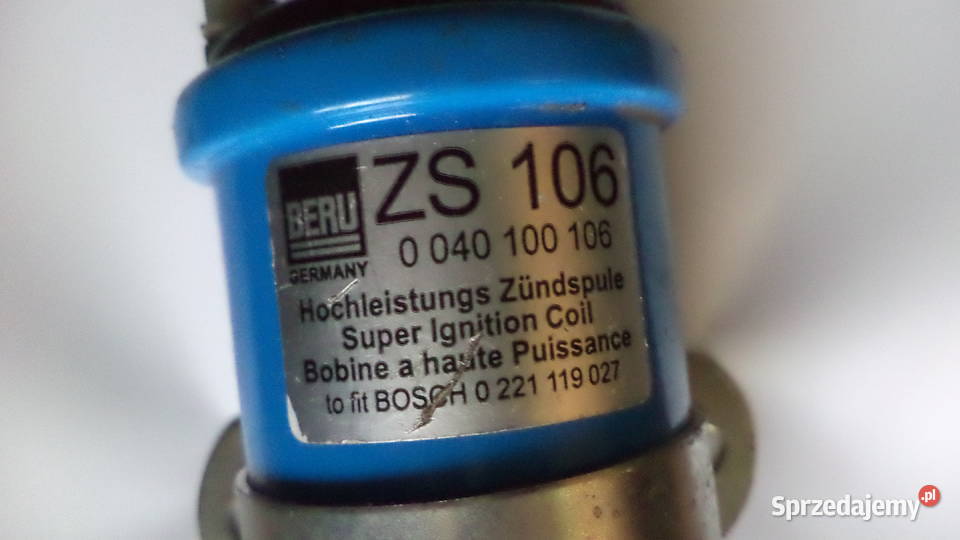 BERU
GERMANY
ZS 106
0 040 100 106
Hochleistungs Zündspule
Super Ignition Coil
Bobine a haute Puissance
to fit BOSCH 0 221 119 027
Sprzedajemy.pl